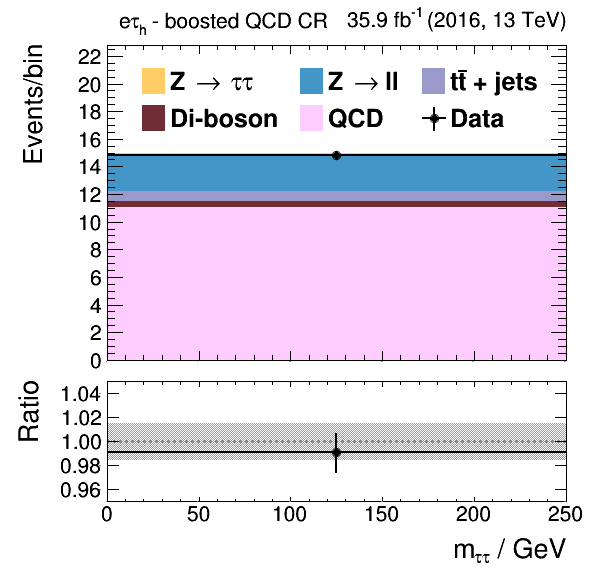 eτh - boosted QCD CR 35.9 fb⁻¹ (2016, 13 TeV)
Events/bin
22
20
18
16
14
12
10
8
6
4
2
0
Z → ττ Z → ll tt̄ + jets
Di-boson QCD Data
Ratio
1.04
1.02
1.00
0.98
0.96
0 50 100 150 200 250
mττ / GeV